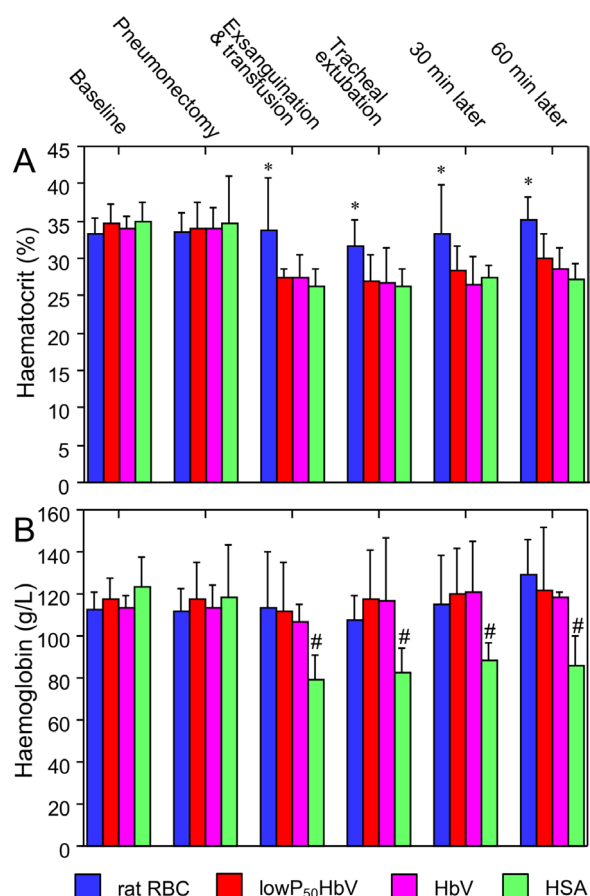 Baseline
Pneumonectomy
Exsanguination
& transfusion
Tracheal
extubation
30 min later
60 min later
A
Haematocrit (%)
45
40
35
30
25
20
15
10
5
0
*
*
*
*
B
Haemoglobin (g/L)
160
140
120
100
80
60
40
20
0
#
#
#
#
rat RBC
lowP₅₀HbV
HbV
HSA